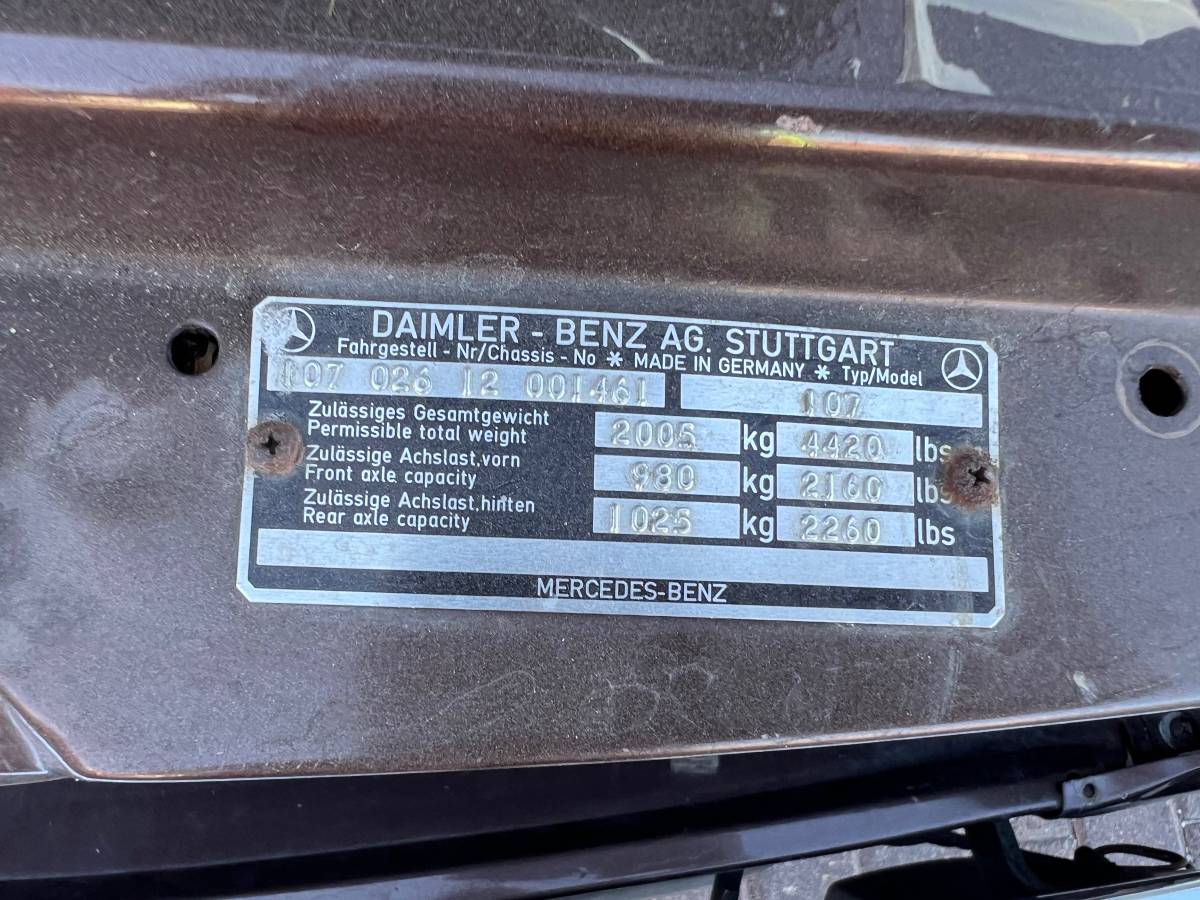 DAIMLER - BENZ AG. STUTTGART
Fahrgestell - Nr/Chassis - No * MADE IN GERMANY * Typ/Model
107 026 12 001461 107
Zulässiges Gesamtgewicht
Permissible total weight 2005 kg 4420 lbs
Zulässige Achslast,vorn
Front axle capacity 980 kg 2160 lbs
Zulässige Achslast,hinten
Rear axle capacity 1025 kg 2260 lbs
MERCEDES-BENZ